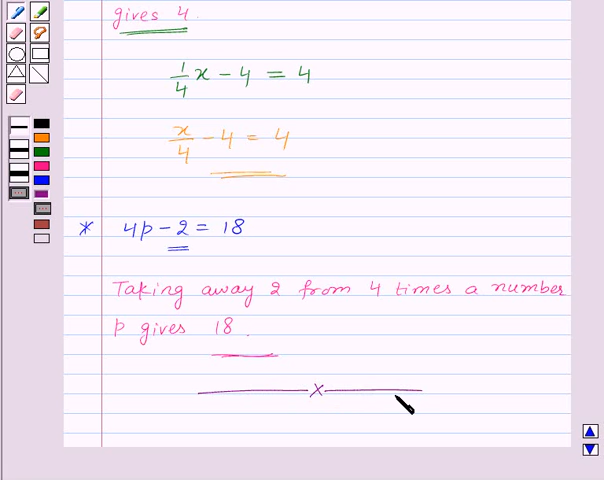 gives 4.
1/4 x - 4 = 4
x/4 - 4 = 4
* 4p - 2 = 18
Taking away 2 from 4 times a number
p gives 18.
x